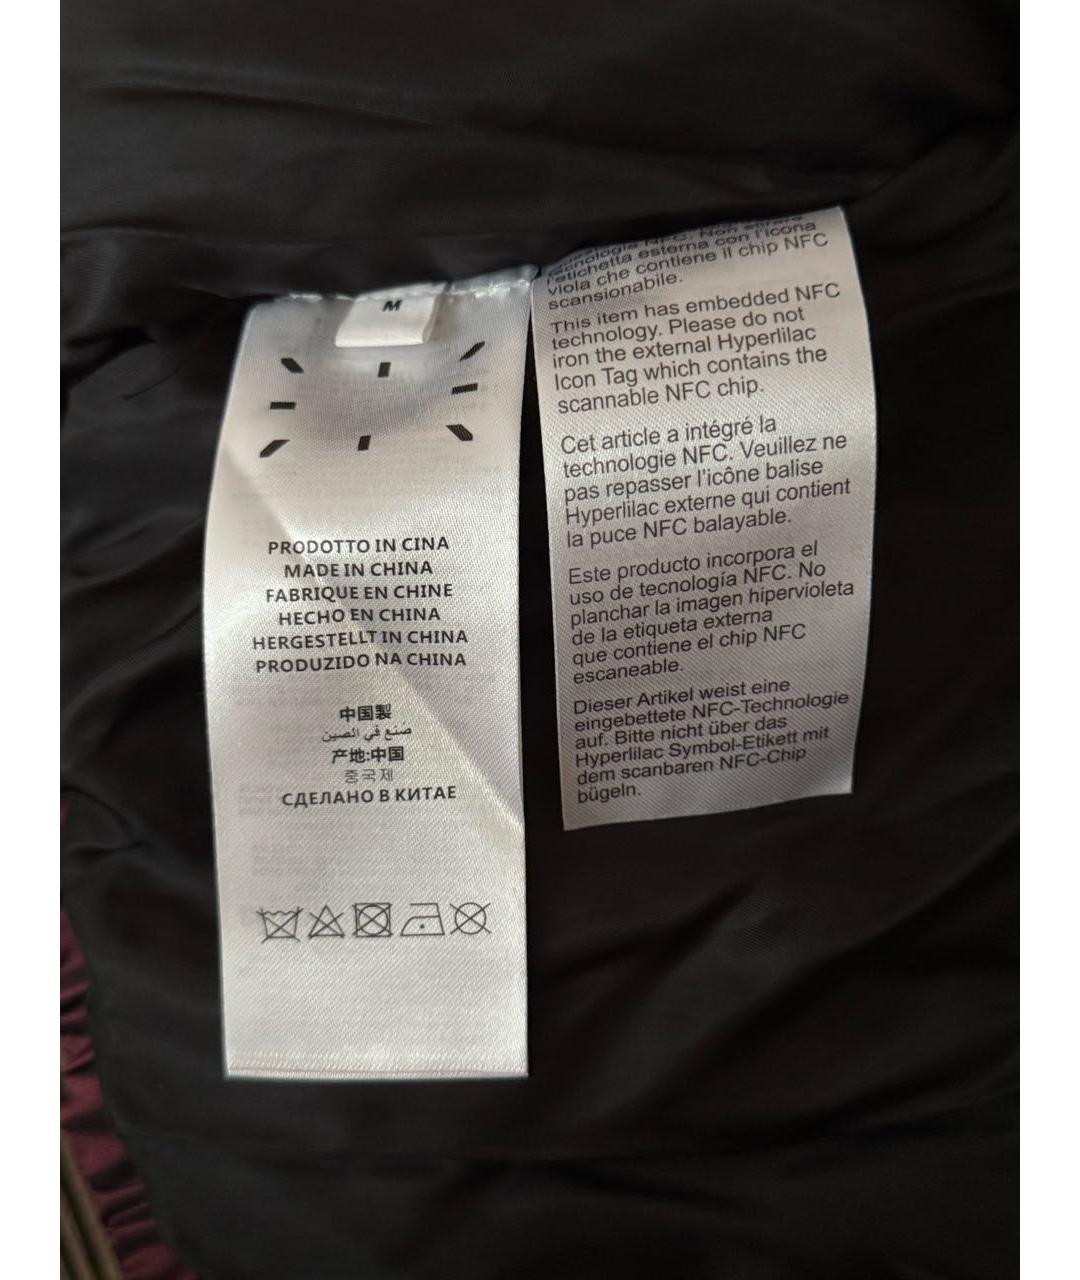 M
PRODOTTO IN CINA
MADE IN CHINA
FABRIQUE EN CHINE
HECHO EN CHINA
HERGESTELLT IN CHINA
PRODUZIDO NA CHINA
中国製
صنع في الصين
产地:中国
중국제
СДЕЛАНО В КИТАЕ
NFC. Non
l'etichetta esterna con l'icona
viola che contiene il chip NFC
scansionabile.
This item has embedded NFC
technology. Please do not
iron the external Hyperlilac
Icon Tag which contains the
scannable NFC chip.
Cet article a intégré la
technologie NFC. Veuillez ne
pas repasser l'icône balise
Hyperlilac externe qui contient
la puce NFC balayable.
Este producto incorpora el
uso de tecnología NFC. No
planchar la imagen hipervioleta
de la etiqueta externa
que contiene el chip NFC
escaneable.
Dieser Artikel weist eine
eingebettete NFC-Technologie
auf. Bitte nicht über das
Hyperlilac Symbol-Etikett mit
dem scanbaren NFC-Chip
bügeln.